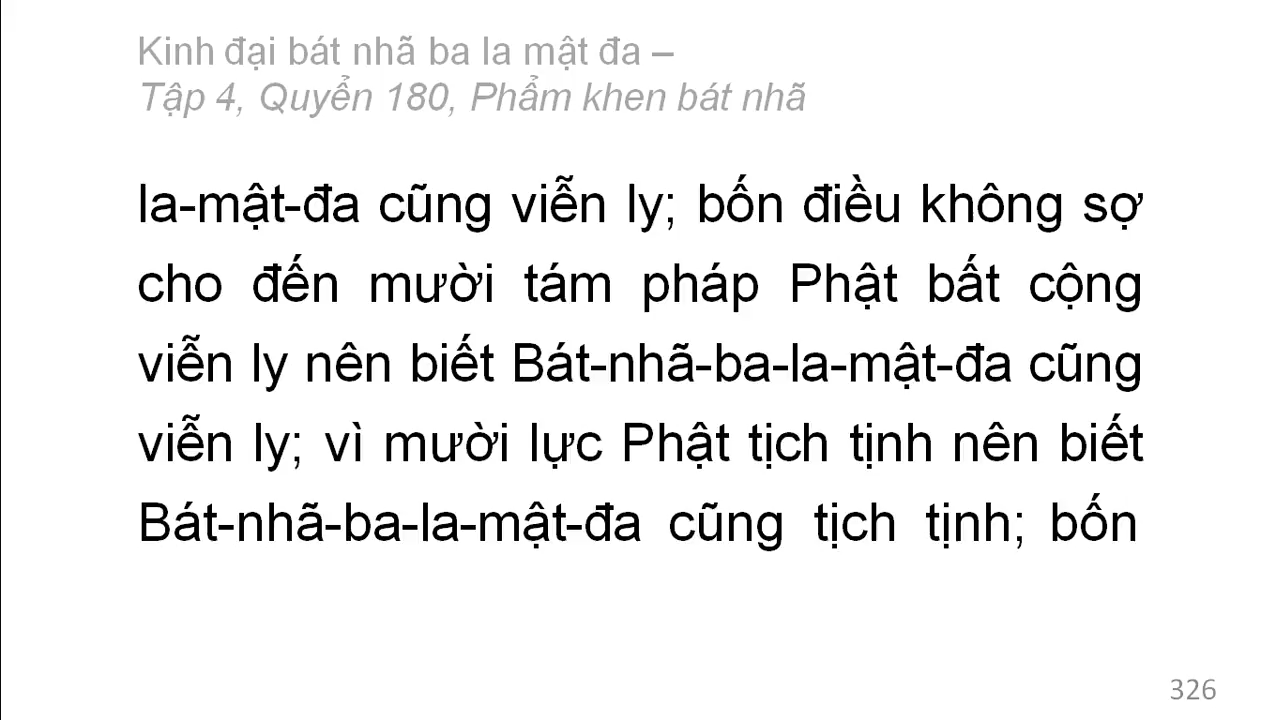 Kinh đại bát nhã ba la mật đa –
Tập 4, Quyển 180, Phẩm khen bát nhã
la-mật-đa cũng viễn ly; bốn điều không sợ
cho đến mười tám pháp Phật bất cộng
viễn ly nên biết Bát-nhã-ba-la-mật-đa cũng
viễn ly; vì mười lực Phật tịch tịnh nên biết
Bát-nhã-ba-la-mật-đa cũng tịch tịnh; bốn
326